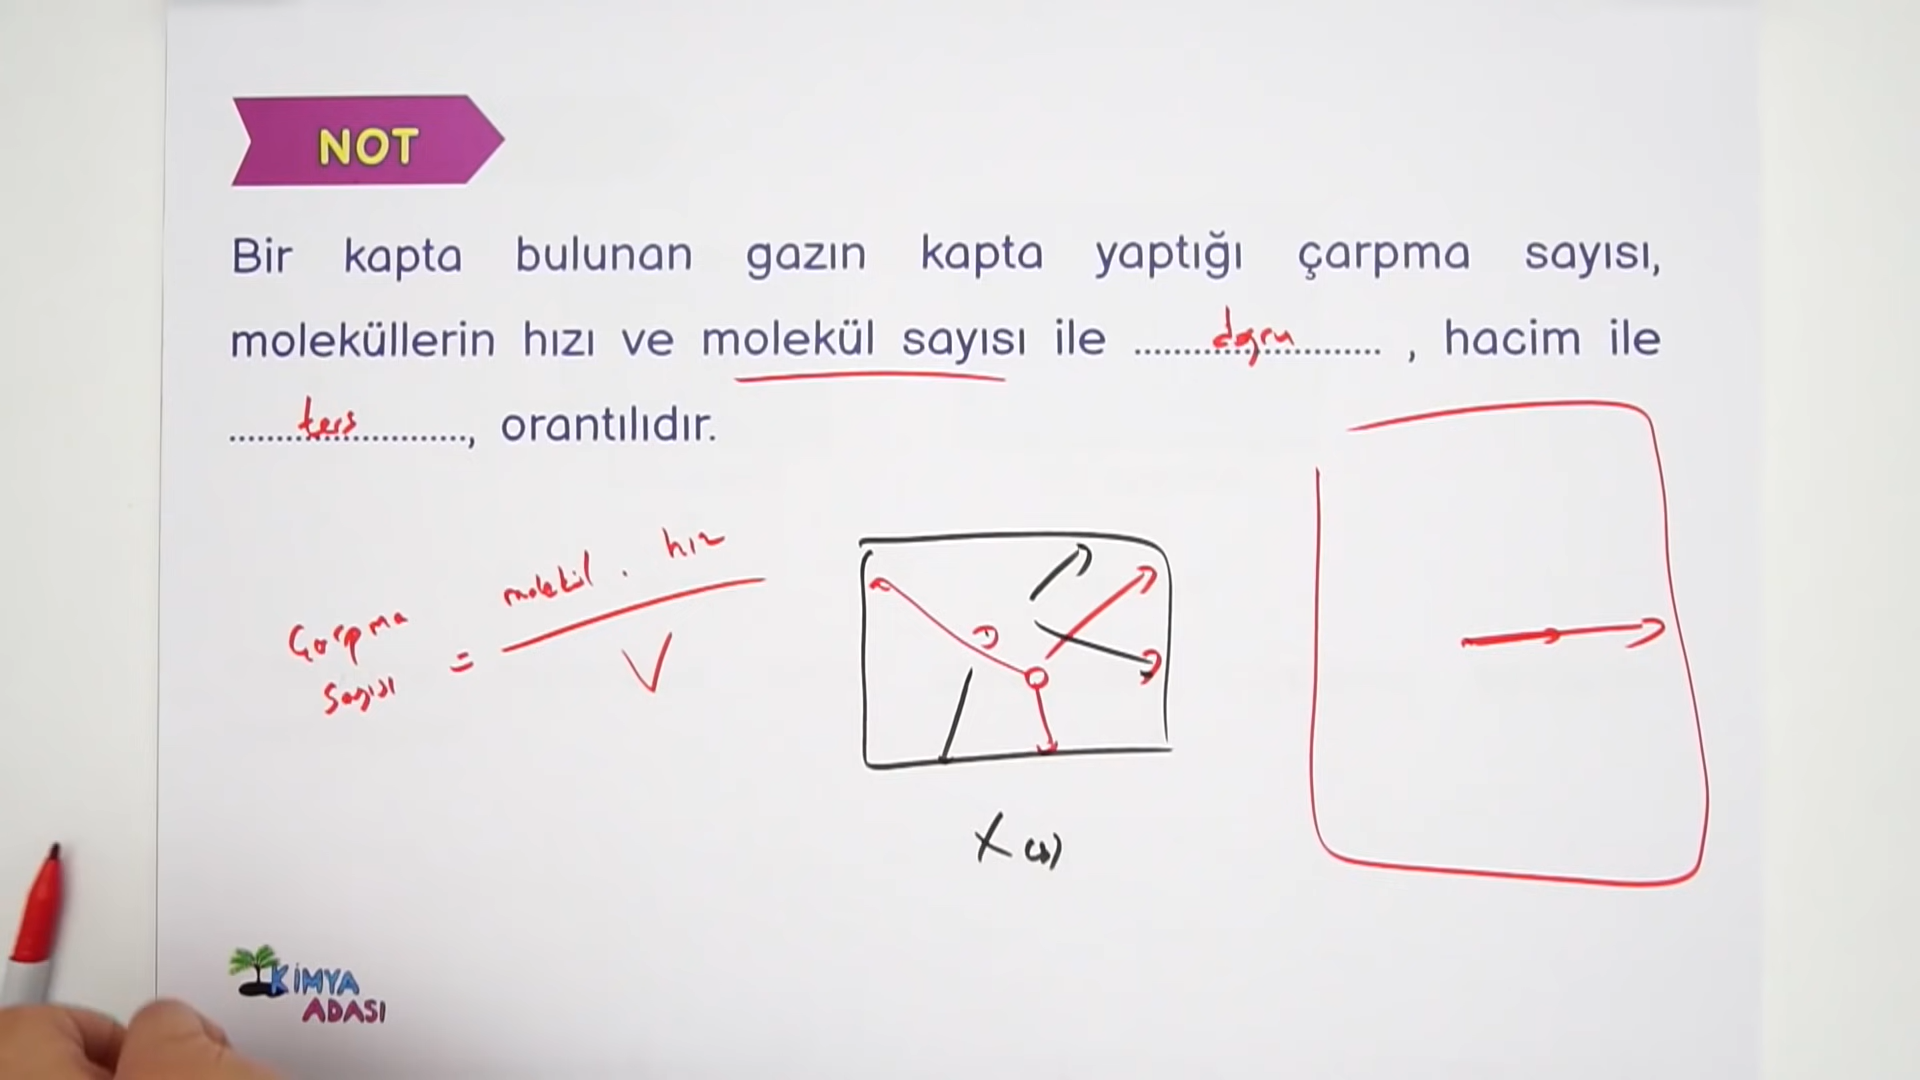 NOT
Bir kapta bulunan gazın kapta yaptığı çarpma sayısı,
moleküllerin hızı ve molekül sayısı ile ........ doğru ........ , hacim ile
........ ters ........, orantılıdır.
Çarpma sayısı = molekül . hız
V
X (g)
KİMYA
ADASI